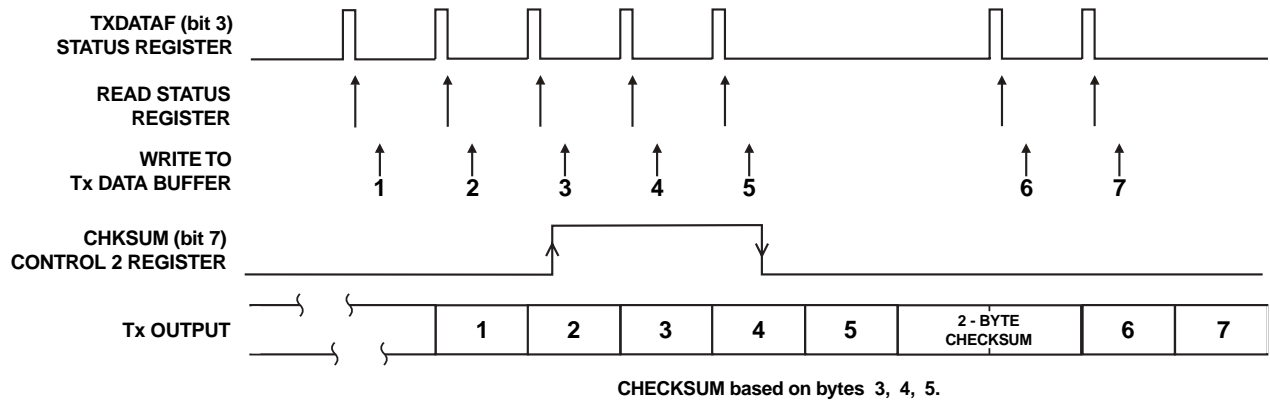 TXDATAF (bit 3)
STATUS REGISTER
READ STATUS
REGISTER
WRITE TO
Tx DATA BUFFER
1 2 3 4 5 6 7
CHKSUM (bit 7)
CONTROL 2 REGISTER
Tx OUTPUT
1 2 3 4 5 2 - BYTE CHECKSUM 6 7
CHECKSUM based on bytes 3, 4, 5.